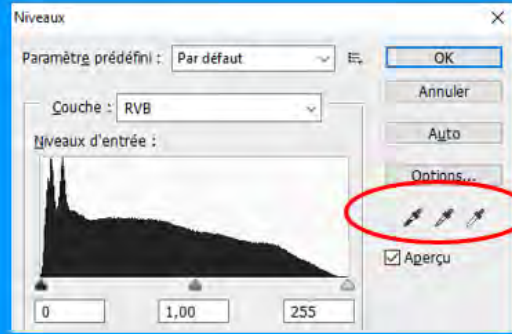 Niveaux
Paramètre prédéfini : Par défaut
OK
Annuler
Couche : RVB
Auto
Niveaux d'entrée :
Options...
Aperçu
0 1,00 255